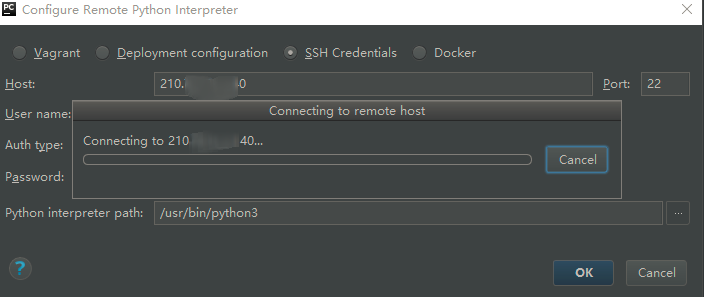 PC Configure Remote Python Interpreter
Vagrant Deployment configuration SSH Credentials Docker
Host: 210. 40 Port: 22
User name:
Connecting to remote host
Auth type:
Connecting to 210. 40...
Cancel
Password:
Python interpreter path: /usr/bin/python3 ...
? OK Cancel